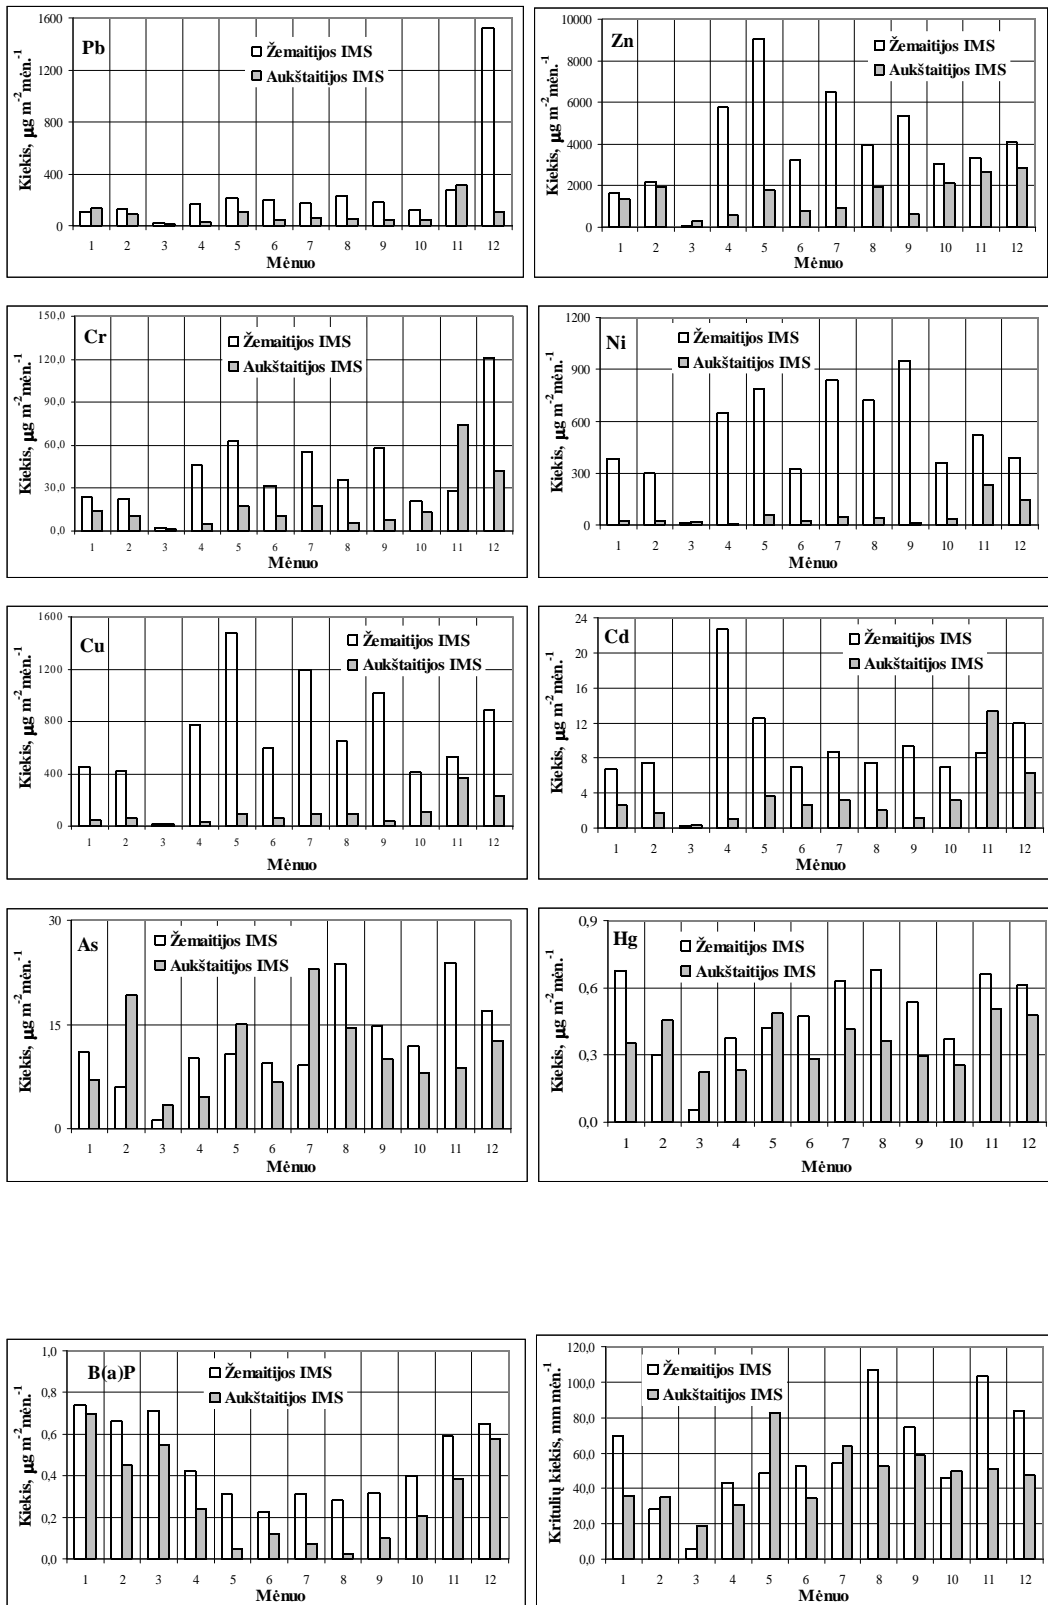 Pb
Kiekis, µg m-2 mėn.-1
1600
1200
800
400
0
Žemaitijos IMS
Aukštaitijos IMS
1 2 3 4 5 6 7 8 9 10 11 12
Mėnuo
Zn
Kiekis, µg m-2 mėn.-1
10000
8000
6000
4000
2000
0
Žemaitijos IMS
Aukštaitijos IMS
1 2 3 4 5 6 7 8 9 10 11 12
Mėnuo
Cr
Kiekis, µg m-2 mėn.-1
150,0
120,0
90,0
60,0
30,0
0,0
Žemaitijos IMS
Aukštaitijos IMS
1 2 3 4 5 6 7 8 9 10 11 12
Mėnuo
Ni
Kiekis, µg m-2 mėn.-1
1200
900
600
300
0
Žemaitijos IMS
Aukštaitijos IMS
1 2 3 4 5 6 7 8 9 10 11 12
Mėnuo
Cu
Kiekis, µg m-2 mėn.-1
1600
1200
800
400
0
Žemaitijos IMS
Aukštaitijos IMS
1 2 3 4 5 6 7 8 9 10 11 12
Mėnuo
Cd
Kiekis, µg m-2 mėn.-1
24
20
16
12
8
4
0
Žemaitijos IMS
Aukštaitijos IMS
1 2 3 4 5 6 7 8 9 10 11 12
Mėnuo
As
Kiekis, µg m-2 mėn.-1
30
15
0
Žemaitijos IMS
Aukštaitijos IMS
1 2 3 4 5 6 7 8 9 10 11 12
Mėnuo
Hg
Kiekis, µg m-2 mėn.-1
0,9
0,6
0,3
0,0
Žemaitijos IMS
Aukštaitijos IMS
1 2 3 4 5 6 7 8 9 10 11 12
Mėnuo
B(a)P
Kiekis, µg m-2 mėn.-1
1,0
0,8
0,6
0,4
0,2
0,0
Žemaitijos IMS
Aukštaitijos IMS
1 2 3 4 5 6 7 8 9 10 11 12
Mėnuo
Kritulių kiekis, mm mėn.-1
120,0
100,0
80,0
60,0
40,0
20,0
0,0
Žemaitijos IMS
Aukštaitijos IMS
1 2 3 4 5 6 7 8 9 10 11 12
Mėnuo